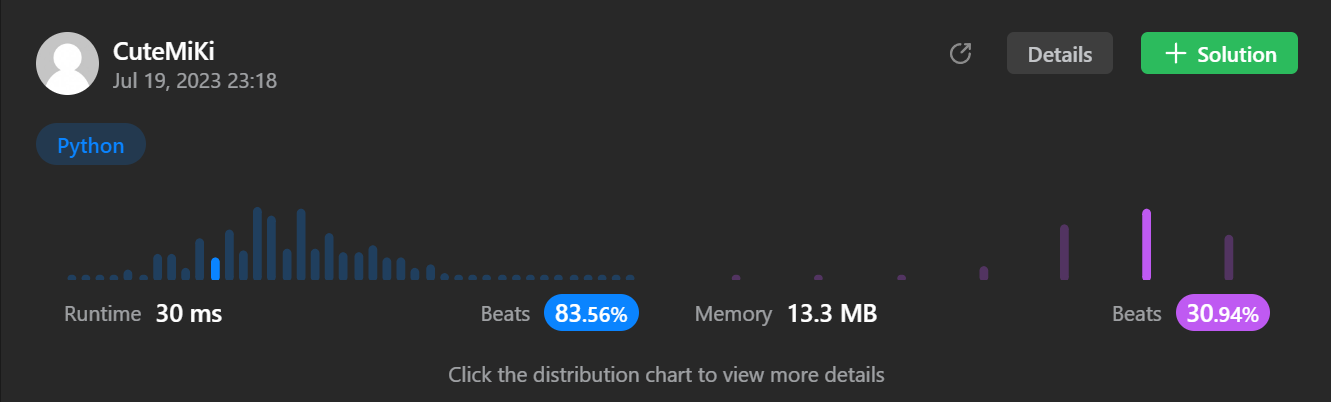 CuteMiKi
Jul 19, 2023 23:18
Details
Solution
Python
Runtime 30 ms Beats 83.56% Memory 13.3 MB Beats 30.94%
Click the distribution chart to view more details